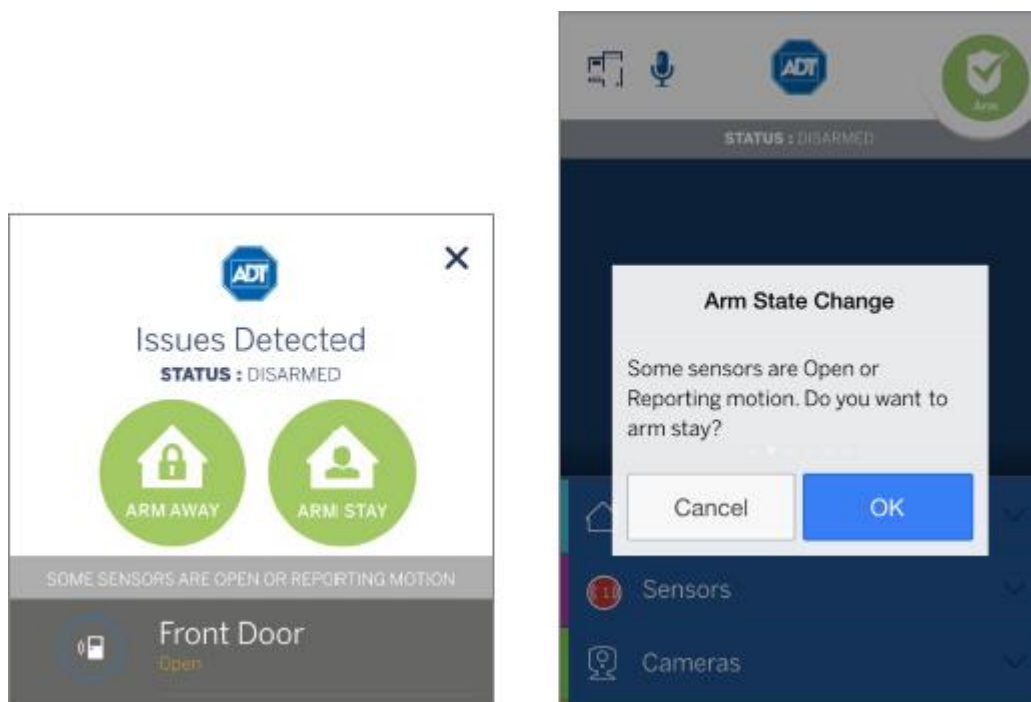 ADT
Issues Detected
STATUS : DISARMED
ARM AWAY
ARM STAY
SOME SENSORS ARE OPEN OR REPORTING MOTION
Front Door
Open
ADT
Arm
STATUS : DISARMED
Arm State Change
Some sensors are Open or
Reporting motion. Do you want to
arm stay?
Cancel
OK
1
Sensors
Cameras